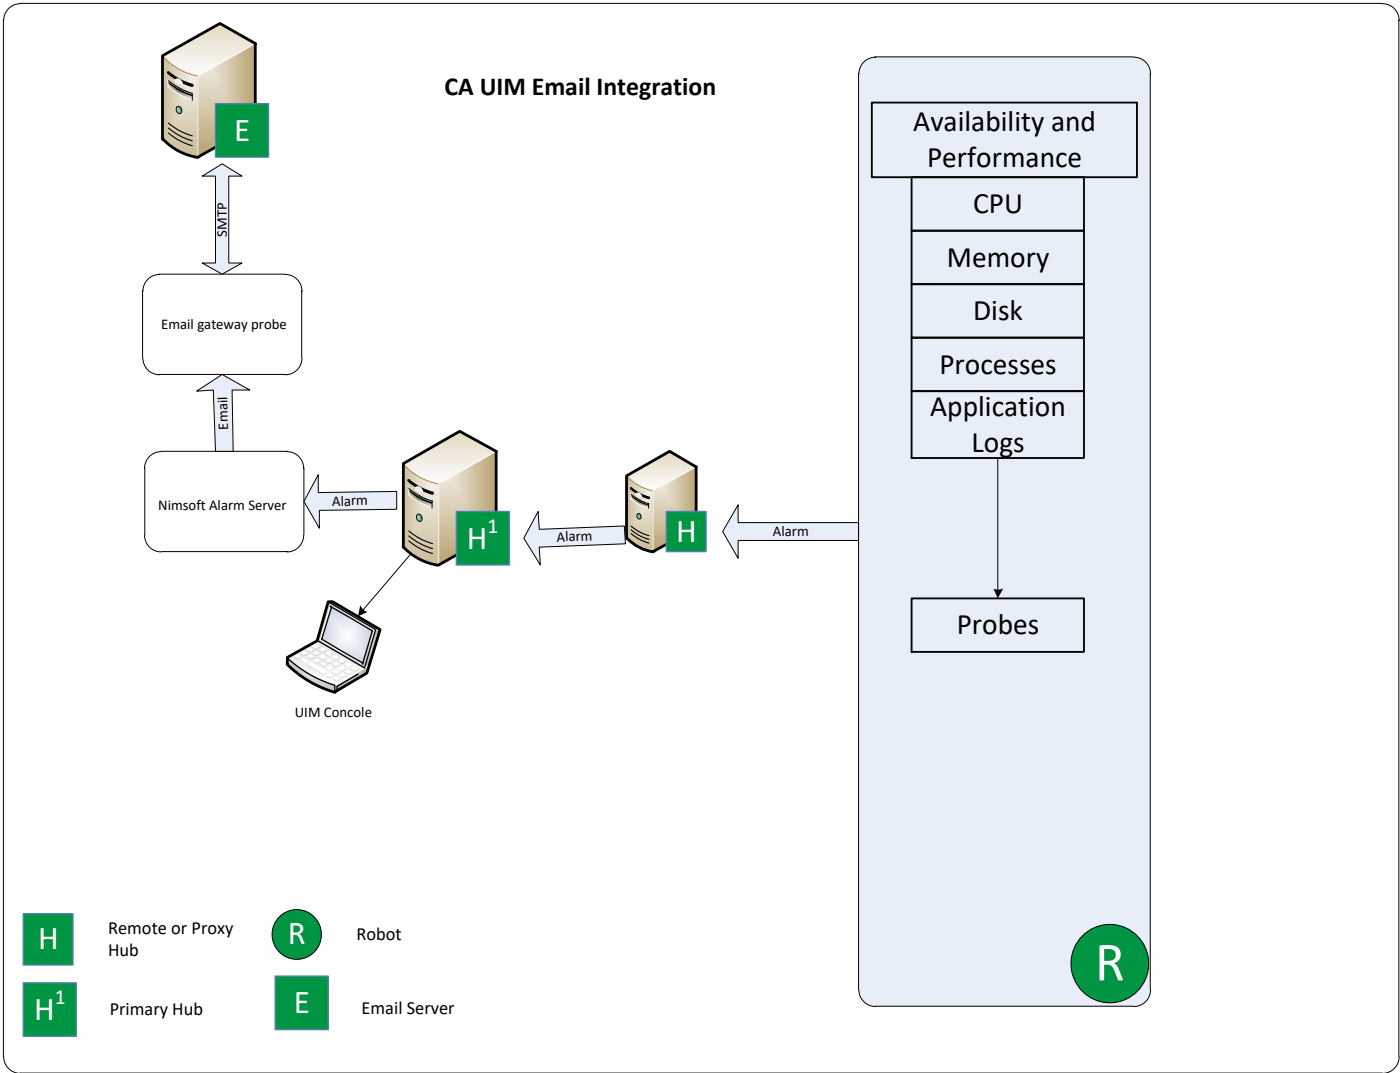 CA UIM Email Integration
E
SMTP
Email gateway probe
Email
Nimsoft Alarm Server
Alarm
H¹
Alarm
H
Alarm
UIM Concole
Availability and
Performance
CPU
Memory
Disk
Processes
Application
Logs
Probes
R
H
Remote or Proxy
Hub
R
Robot
H¹
Primary Hub
E
Email Server